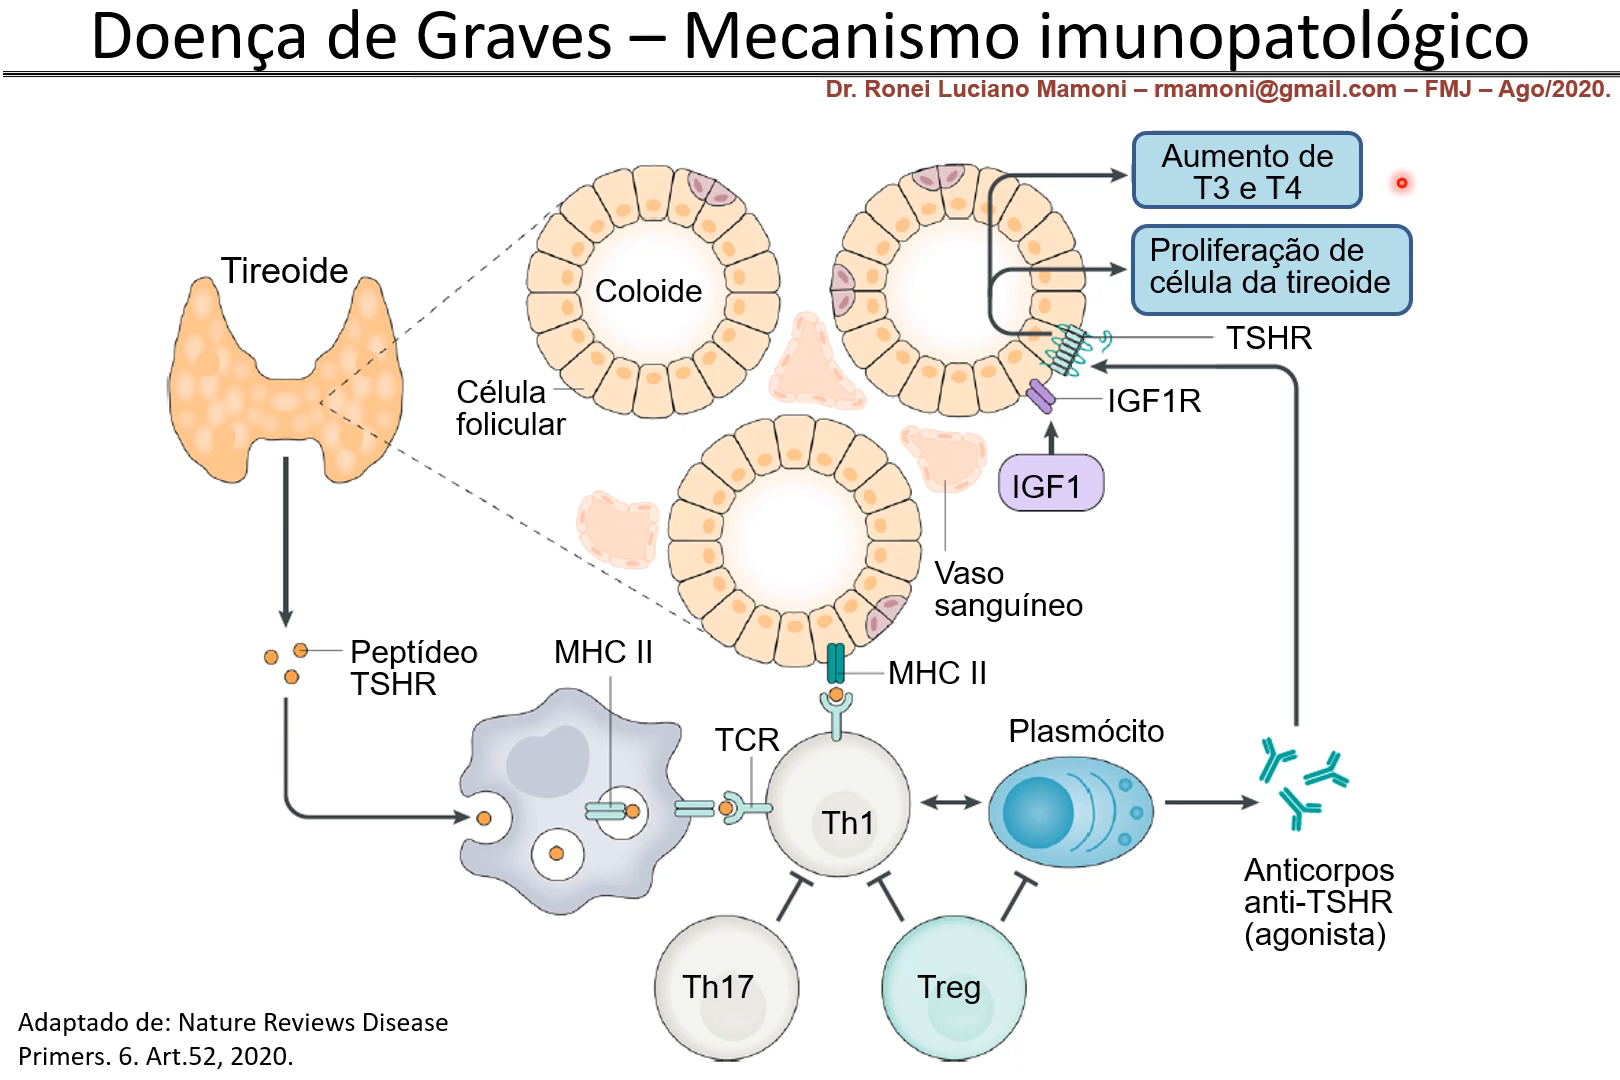 Doença de Graves – Mecanismo imunopatológico
Dr. Ronei Luciano Mamoni – rmamoni@gmail.com – FMJ – Ago/2020.
Aumento de
T3 e T4
Proliferação de
célula da tireoide
Tireoide
Coloide
TSHR
Célula
folicular
IGF1R
IGF1
Vaso
sanguíneo
Peptídeo
TSHR
MHC II
MHC II
TCR
Plasmócito
Th1
Anticorpos
anti-TSHR
(agonista)
Th17
Treg
Adaptado de: Nature Reviews Disease
Primers. 6. Art.52, 2020.